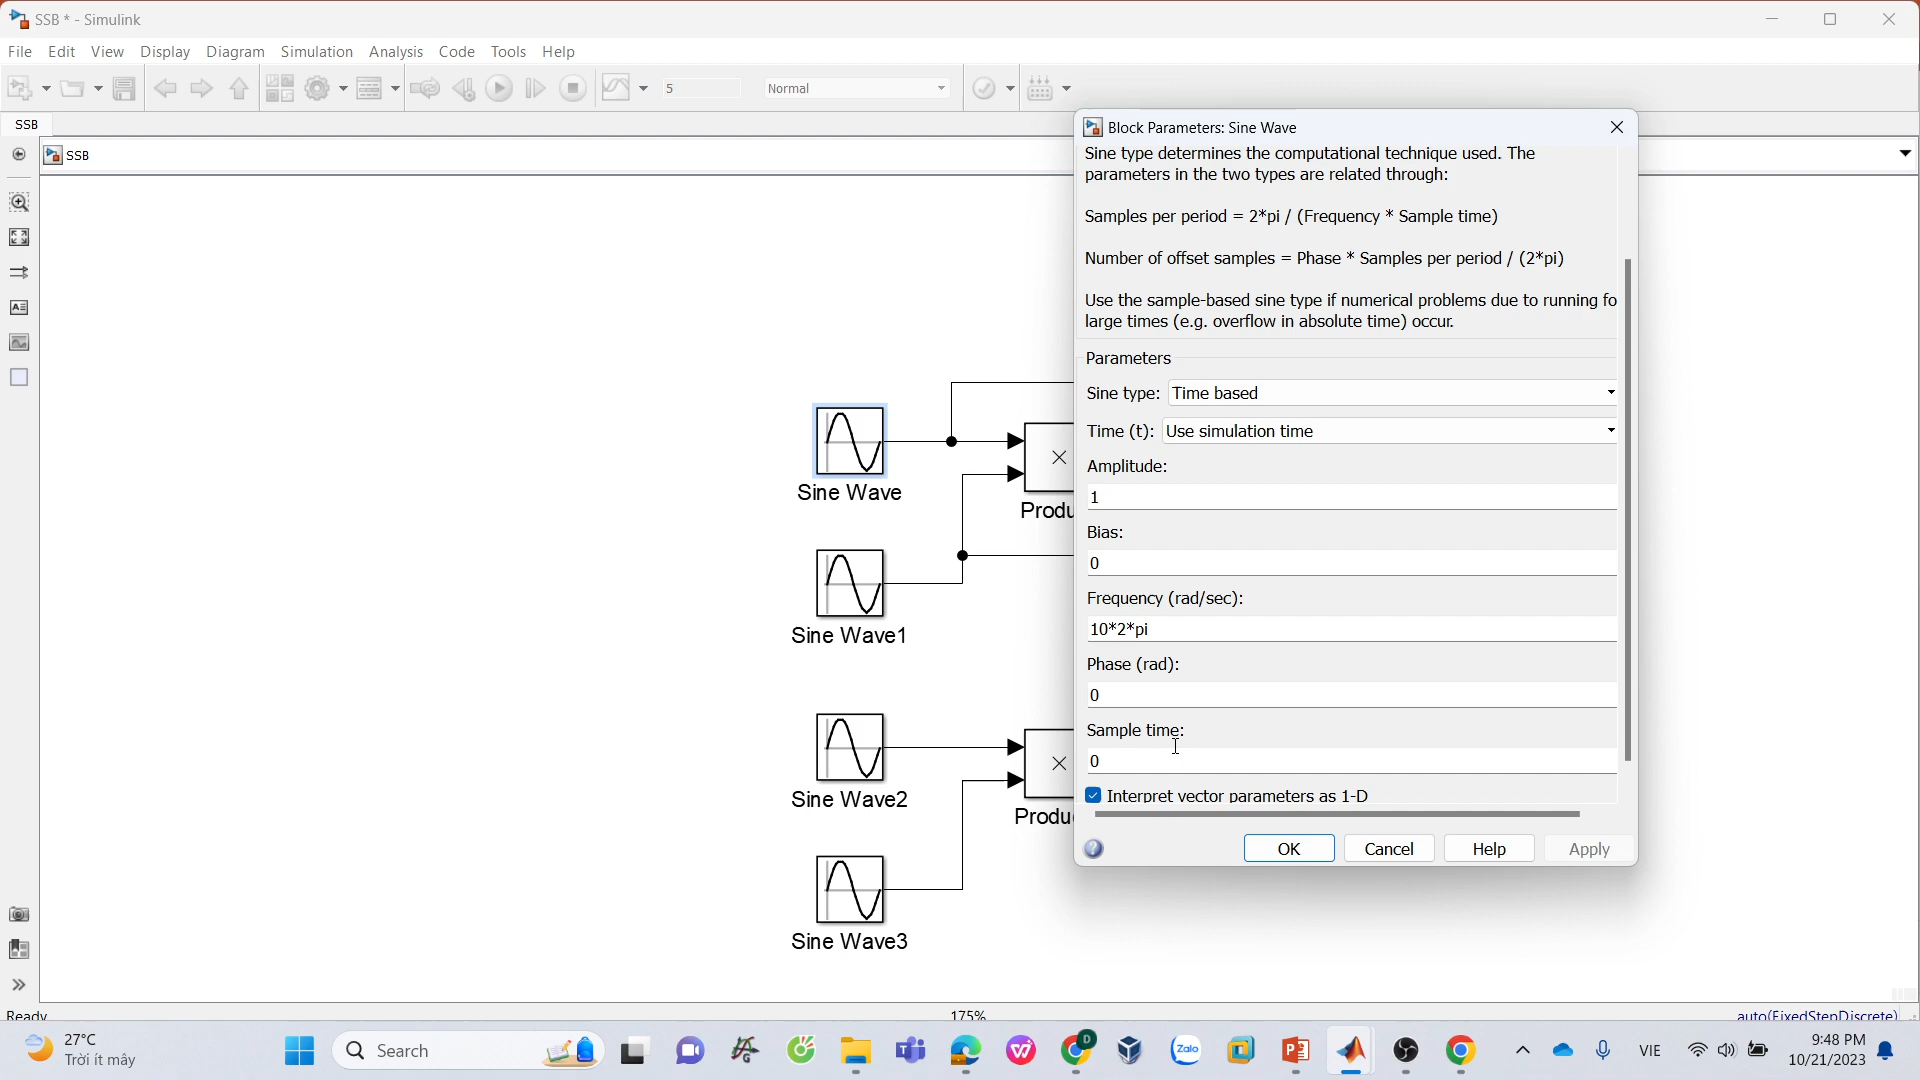 SSB * - Simulink
File Edit View Display Diagram Simulation Analysis Code Tools Help
5
Normal
SSB
SSB
Block Parameters: Sine Wave
Sine type determines the computational technique used. The
parameters in the two types are related through:
Samples per period = 2*pi / (Frequency * Sample time)
Number of offset samples = Phase * Samples per period / (2*pi)
Use the sample-based sine type if numerical problems due to running fo
large times (e.g. overflow in absolute time) occur.
Parameters
Sine type: Time based
Time (t): Use simulation time
Amplitude:
1
Bias:
0
Frequency (rad/sec):
10*2*pi
Phase (rad):
0
Sample time:
0
Interpret vector parameters as 1-D
OK Cancel Help Apply
Sine Wave
Produ
Sine Wave1
Sine Wave2
Produ
Sine Wave3
Ready
175%
auto(FixedStepDiscrete)
27°C
Trời ít mây
Search
D
Zalo
VIE
9:48 PM
10/21/2023